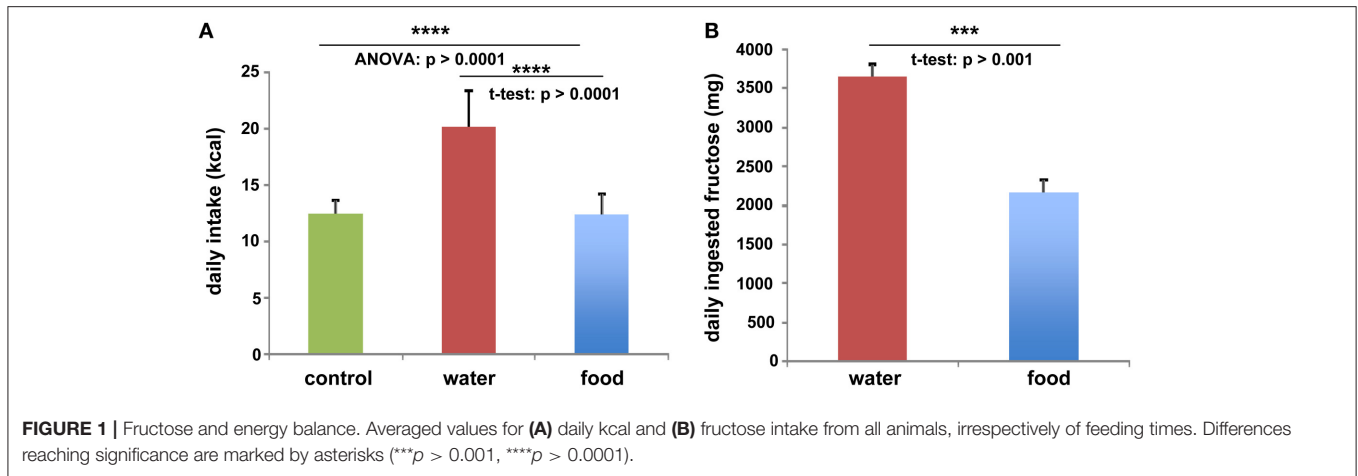 A
****
ANOVA: p > 0.0001
****
t-test: p > 0.0001
daily intake (kcal)
25
20
15
10
5
0
control water food
B
***
t-test: p > 0.001
daily ingested fructose (mg)
4000
3500
3000
2500
2000
1500
1000
500
0
water food
FIGURE 1 | Fructose and energy balance. Averaged values for (A) daily kcal and (B) fructose intake from all animals, irrespectively of feeding times. Differences
reaching significance are marked by asterisks (***p > 0.001, ****p > 0.0001).